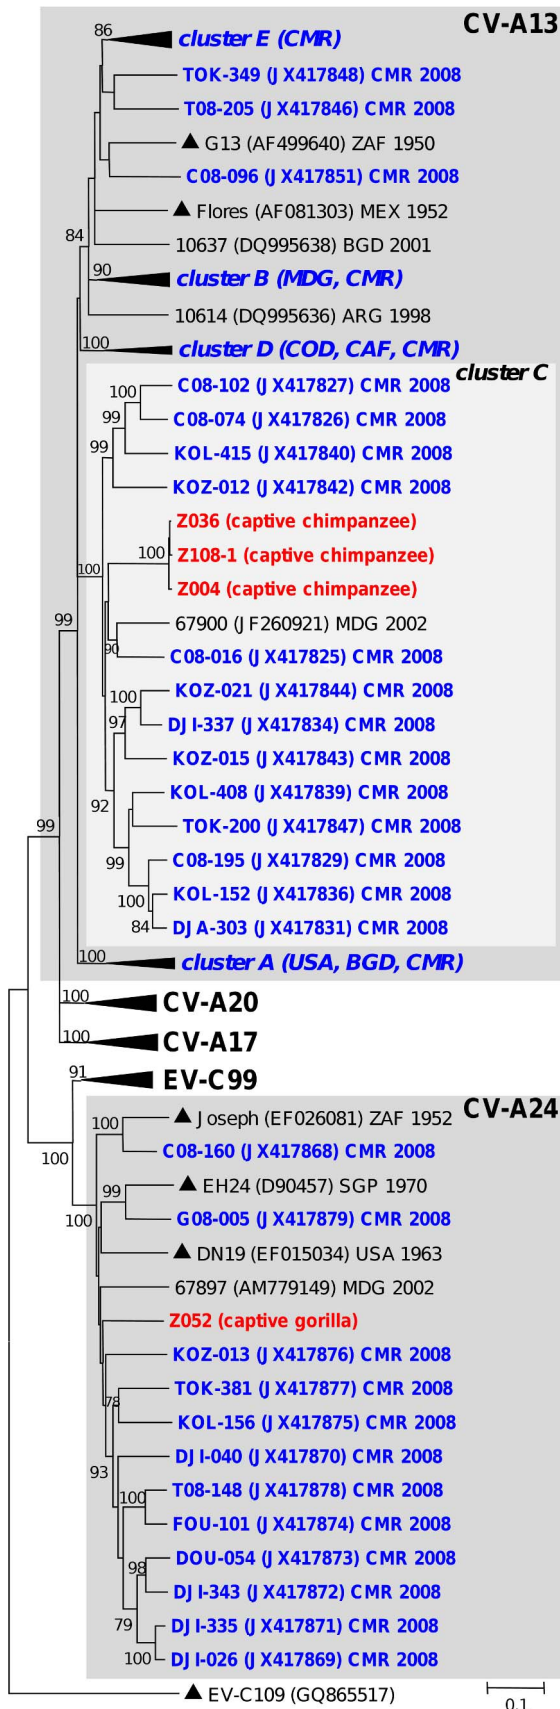 CV-A13
86
cluster E (CMR)
TOK-349 (JX417848) CMR 2008
T08-205 (JX417846) CMR 2008
▲ G13 (AF499640) ZAF 1950
C08-096 (JX417851) CMR 2008
▲ Flores (AF081303) MEX 1952
84
10637 (DQ995638) BGD 2001
90
cluster B (MDG, CMR)
10614 (DQ995636) ARG 1998
100
cluster D (COD, CAF, CMR)
cluster C
100
C08-102 (JX417827) CMR 2008
99
C08-074 (JX417826) CMR 2008
99
KOL-415 (JX417840) CMR 2008
KOZ-012 (JX417842) CMR 2008
Z036 (captive chimpanzee)
100
Z108-1 (captive chimpanzee)
100
Z004 (captive chimpanzee)
99
67900 (JF260921) MDG 2002
90
C08-016 (JX417825) CMR 2008
100
KOZ-021 (JX417844) CMR 2008
97
DJI-337 (JX417834) CMR 2008
KOZ-015 (JX417843) CMR 2008
92
KOL-408 (JX417839) CMR 2008
99
TOK-200 (JX417847) CMR 2008
99
C08-195 (JX417829) CMR 2008
100
KOL-152 (JX417836) CMR 2008
84
DJA-303 (JX417831) CMR 2008
100
cluster A (USA, BGD, CMR)
100
CV-A20
100
CV-A17
91
EV-C99
CV-A24
100
▲ Joseph (EF026081) ZAF 1952
100
C08-160 (JX417868) CMR 2008
99
▲ EH24 (D90457) SGP 1970
100
G08-005 (JX417879) CMR 2008
▲ DN19 (EF015034) USA 1963
67897 (AM779149) MDG 2002
Z052 (captive gorilla)
KOZ-013 (JX417876) CMR 2008
78
TOK-381 (JX417877) CMR 2008
KOL-156 (JX417875) CMR 2008
93
DJI-040 (JX417870) CMR 2008
100
T08-148 (JX417878) CMR 2008
FOU-101 (JX417874) CMR 2008
98
DOU-054 (JX417873) CMR 2008
DJI-343 (JX417872) CMR 2008
79
DJI-335 (JX417871) CMR 2008
100
DJI-026 (JX417869) CMR 2008
▲ EV-C109 (GQ865517)
0.1